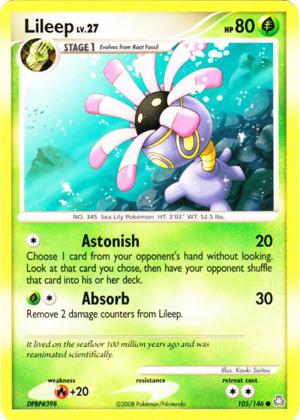 Lileep LV.27
HP 80
STAGE 1 Evolves from Root Fossil
NO. 345 Sea Lily Pokémon HT: 3'03" WT: 52.5 lbs.
Astonish 20
Choose 1 card from your opponent's hand without looking.
Look at that card you chose, then have your opponent shuffle
that card into his or her deck.
Absorb 30
Remove 2 damage counters from Lileep.
It lived on the seafloor 100 million years ago and was
reanimated scientifically.
weakness resistance retreat cost
+20
Illus. Kouki Saitou
DPBP#398 ©2008 Pokémon/Nintendo 105/146